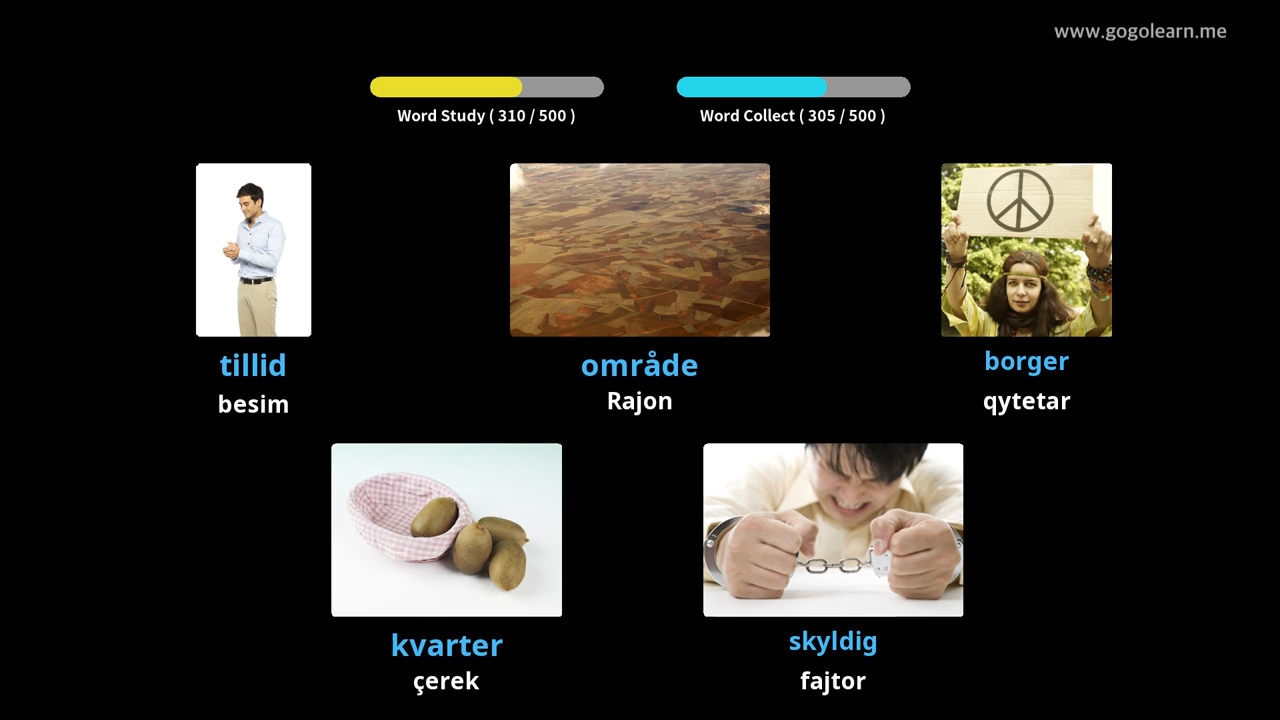 www.gogolearn.me
Word Study ( 310 / 500 )
Word Collect ( 305 / 500 )
tillid
besim
område
Rajon
borger
qytetar
kvarter
çerek
skyldig
fajtor